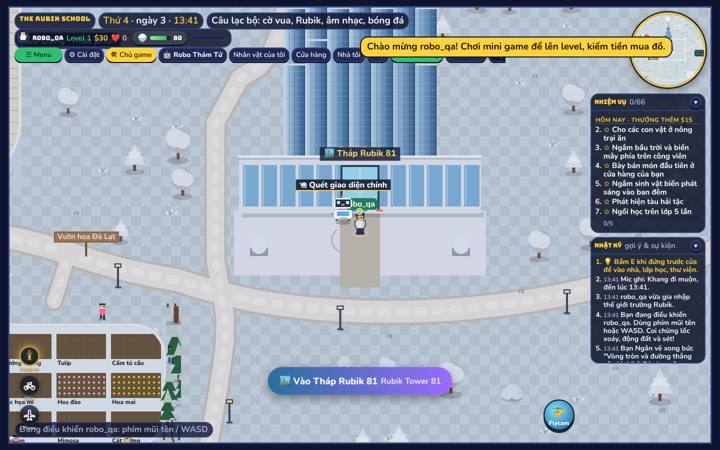 THE RUBIK SCHOOL
Thứ 4 · ngày 3 · 13:41
Câu lạc bộ: cờ vua, Rubik, âm nhạc, bóng đá
ROBO_QA Level 1 $30 0
80
Menu
Cài đặt
Chủ game
Robo Thám Tử
Nhân vật của tôi
Cửa hàng
Nhà tôi
Chào mừng robo_qa! Chơi mini game để lên level, kiếm tiền mua đồ.
NHIỆM VỤ 0/66
HÔM NAY · THƯỞNG THÊM $15
2. ☆ Cho các con vật ở nông trại ăn
3. ☆ Ngắm bầu trời và biển mây phía trên công viên
4. ☆ Bày bán món đầu tiên ở cửa hàng của bạn
5. ☆ Ngắm sinh vật biển phát sáng vào ban đêm
6. ☆ Phát hiện tàu hải tặc
7. ☆ Ngồi học trên lớp 5 lần
0/5
NHẬT KÝ gợi ý & sự kiện
1. 💡 Bấm E khi đứng trước cửa để vào nhà, lớp học, thư viện.
2. 13:41 Mic ghi: Khang đi muộn, đến lúc 13:41.
3. 13:41 robo_qa vừa gia nhập thế giới trường Rubik.
4. 13:41 Bạn đang điều khiển robo_qa. Dùng phím mũi tên hoặc WASD. Coi chừng lốc xoáy, động đất và sét!
5. 13:41 Bạn Ngân vẽ xong bức "Vòng tròn và đường thẳng
Tháp Rubik 81
Quét giao diện chính
bo_qa
Vườn hoa Đà Lạt
Tulip
Cẩm tú cầu
Hoa đào
Hoa mai
Mimosa
Vào Tháp Rubik 81 Rubik Tower 81
Flycam
Đang điều khiển robo_qa: phím mũi tên / WASD